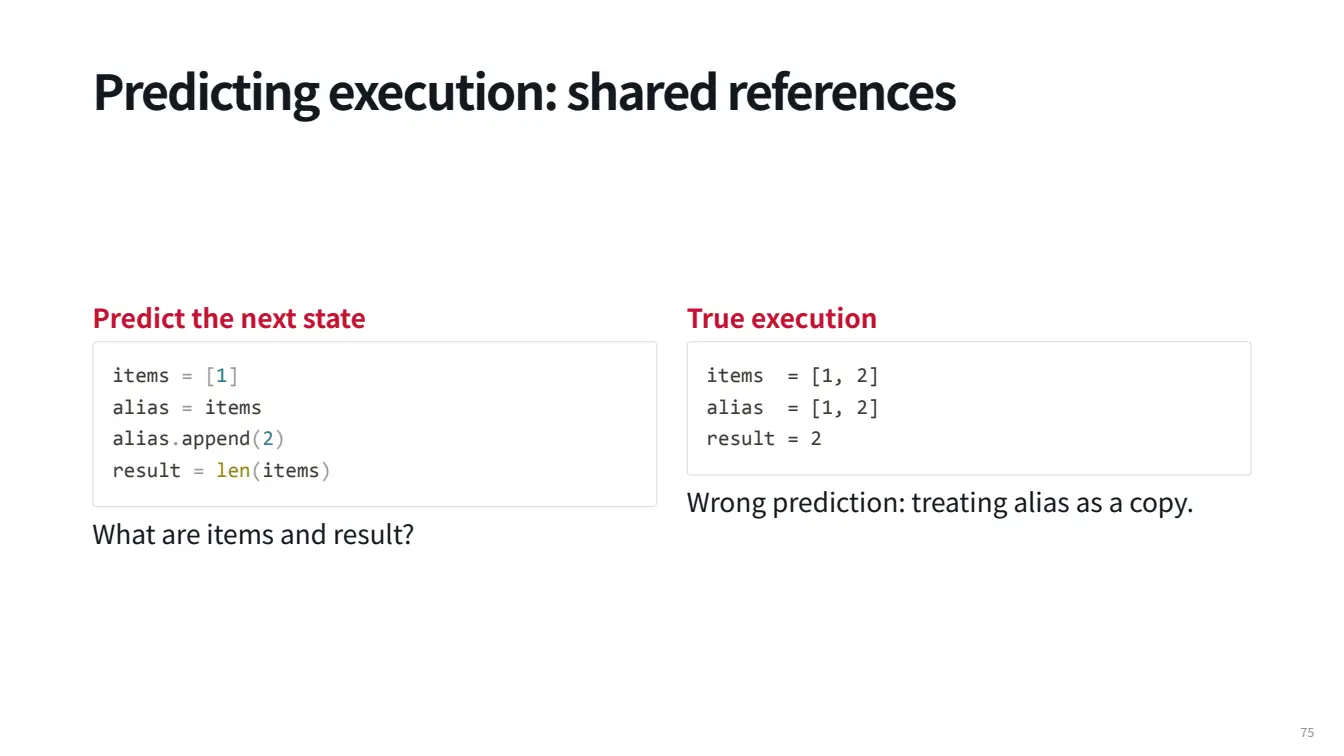 Predicting execution: shared references
Predict the next state
items = [1]
alias = items
alias.append(2)
result = len(items)
What are items and result?
True execution
items  = [1, 2]
alias  = [1, 2]
result = 2
Wrong prediction: treating alias as a copy.
75